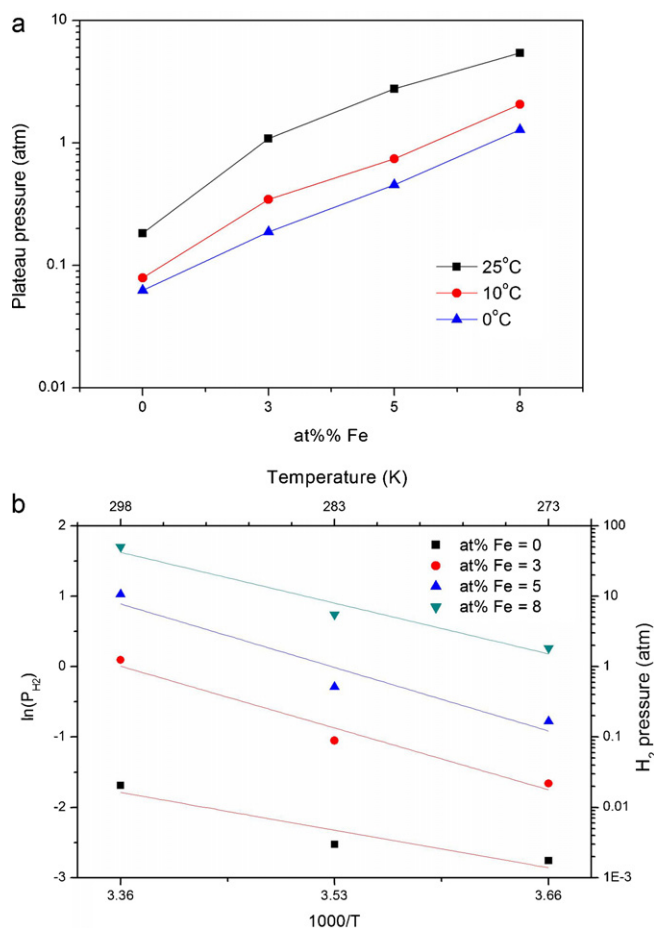 a
10
1
0.1
0.01
Plateau pressure (atm)
25°C
10°C
0°C
0 3 5 8
at%% Fe
Temperature (K)
b
298 283 273
2
1
0
-1
-2
-3
ln(P_H2)
at% Fe = 0
at% Fe = 3
at% Fe = 5
at% Fe = 8
100
10
1
0.1
0.01
1E-3
H₂ pressure (atm)
3.36 3.53 3.66
1000/T